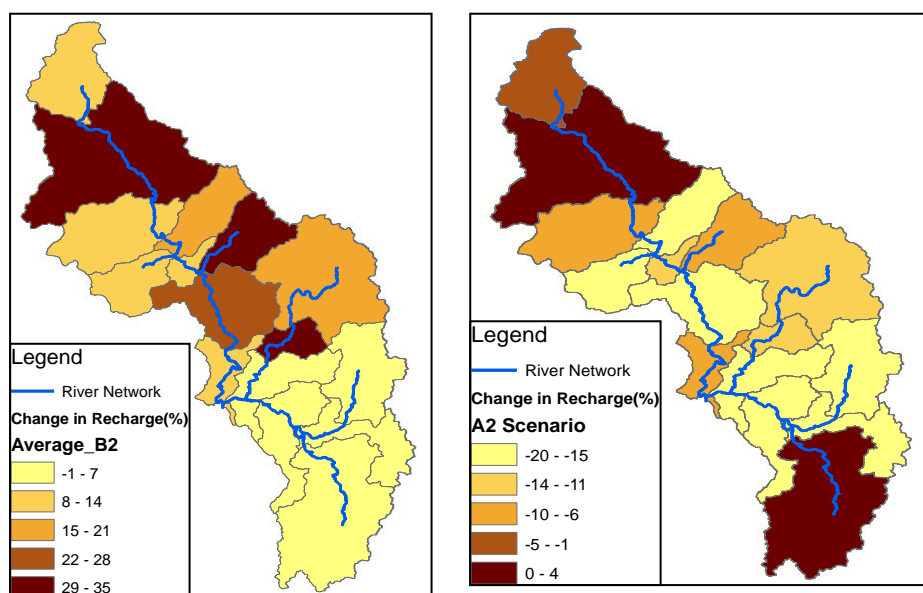 Legend
River Network
Change in Recharge(%)
Average_B2
-1 - 7
8 - 14
15 - 21
22 - 28
29 - 35
Legend
River Network
Change in Recharge(%)
A2 Scenario
-20 - -15
-14 - -11
-10 - -6
-5 - -1
0 - 4